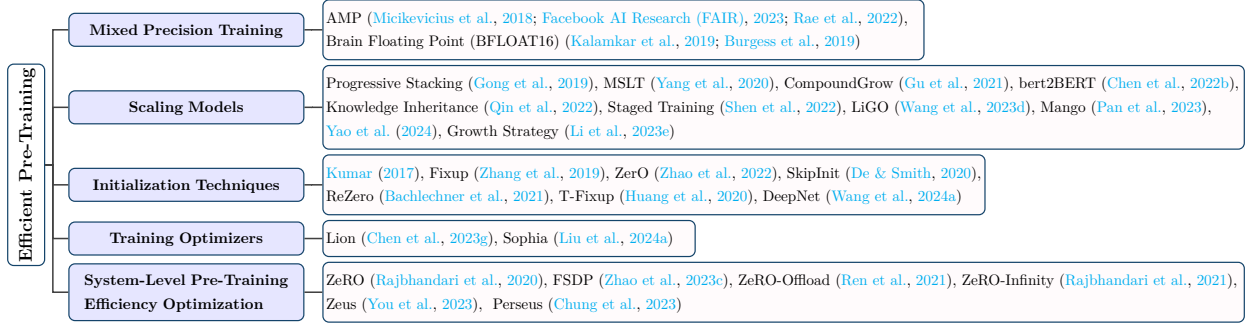 Efficient Pre-Training
Mixed Precision Training
AMP (Micikevicius et al., 2018; Facebook AI Research (FAIR), 2023; Rae et al., 2022),
Brain Floating Point (BFLOAT16) (Kalamkar et al., 2019; Burgess et al., 2019)
Scaling Models
Progressive Stacking (Gong et al., 2019), MSLT (Yang et al., 2020), CompoundGrow (Gu et al., 2021), bert2BERT (Chen et al., 2022b),
Knowledge Inheritance (Qin et al., 2022), Staged Training (Shen et al., 2022), LiGO (Wang et al., 2023d), Mango (Pan et al., 2023),
Yao et al. (2024), Growth Strategy (Li et al., 2023e)
Initialization Techniques
Kumar (2017), Fixup (Zhang et al., 2019), ZerO (Zhao et al., 2022), SkipInit (De & Smith, 2020),
ReZero (Bachlechner et al., 2021), T-Fixup (Huang et al., 2020), DeepNet (Wang et al., 2024a)
Training Optimizers
Lion (Chen et al., 2023g), Sophia (Liu et al., 2024a)
System-Level Pre-Training
Efficiency Optimization
ZeRO (Rajbhandari et al., 2020), FSDP (Zhao et al., 2023c), ZeRO-Offload (Ren et al., 2021), ZeRO-Infinity (Rajbhandari et al., 2021),
Zeus (You et al., 2023), Perseus (Chung et al., 2023)